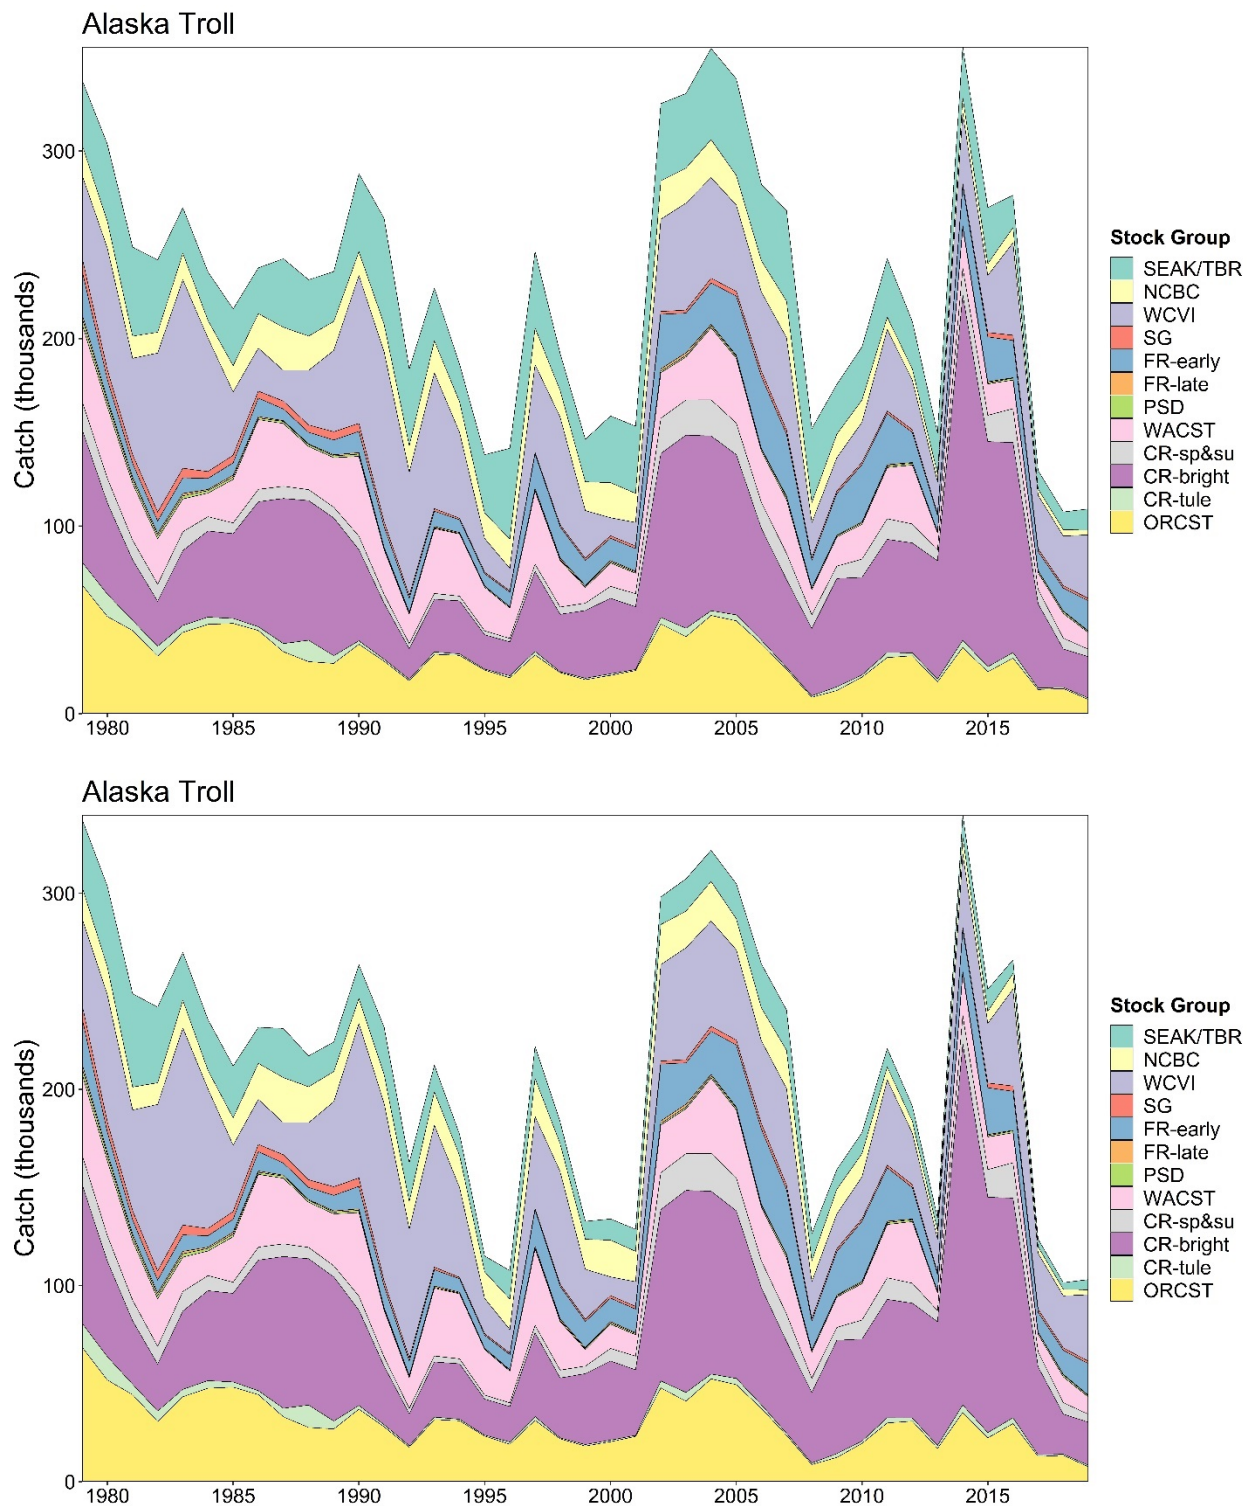 Alaska Troll
Catch (thousands)
300
200
100
0
1980 1985 1990 1995 2000 2005 2010 2015
Stock Group
SEAK/TBR
NCBC
WCVI
SG
FR-early
FR-late
PSD
WACST
CR-sp&su
CR-bright
CR-tule
ORCST
Alaska Troll
Catch (thousands)
300
200
100
0
1980 1985 1990 1995 2000 2005 2010 2015
Stock Group
SEAK/TBR
NCBC
WCVI
SG
FR-early
FR-late
PSD
WACST
CR-sp&su
CR-bright
CR-tule
ORCST